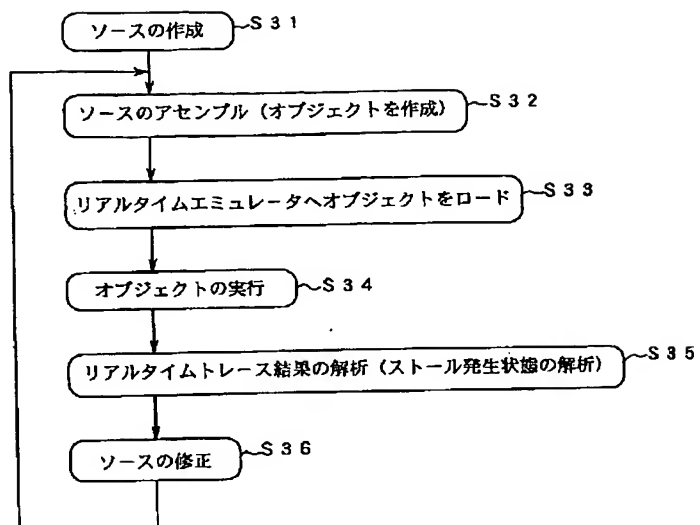 ソースの作成 S31
ソースのアセンブル（オブジェクトを作成） S32
リアルタイムエミュレータへオブジェクトをロード S33
オブジェクトの実行 S34
リアルタイムトレース結果の解析（ストール発生状態の解析） S35
ソースの修正 S36